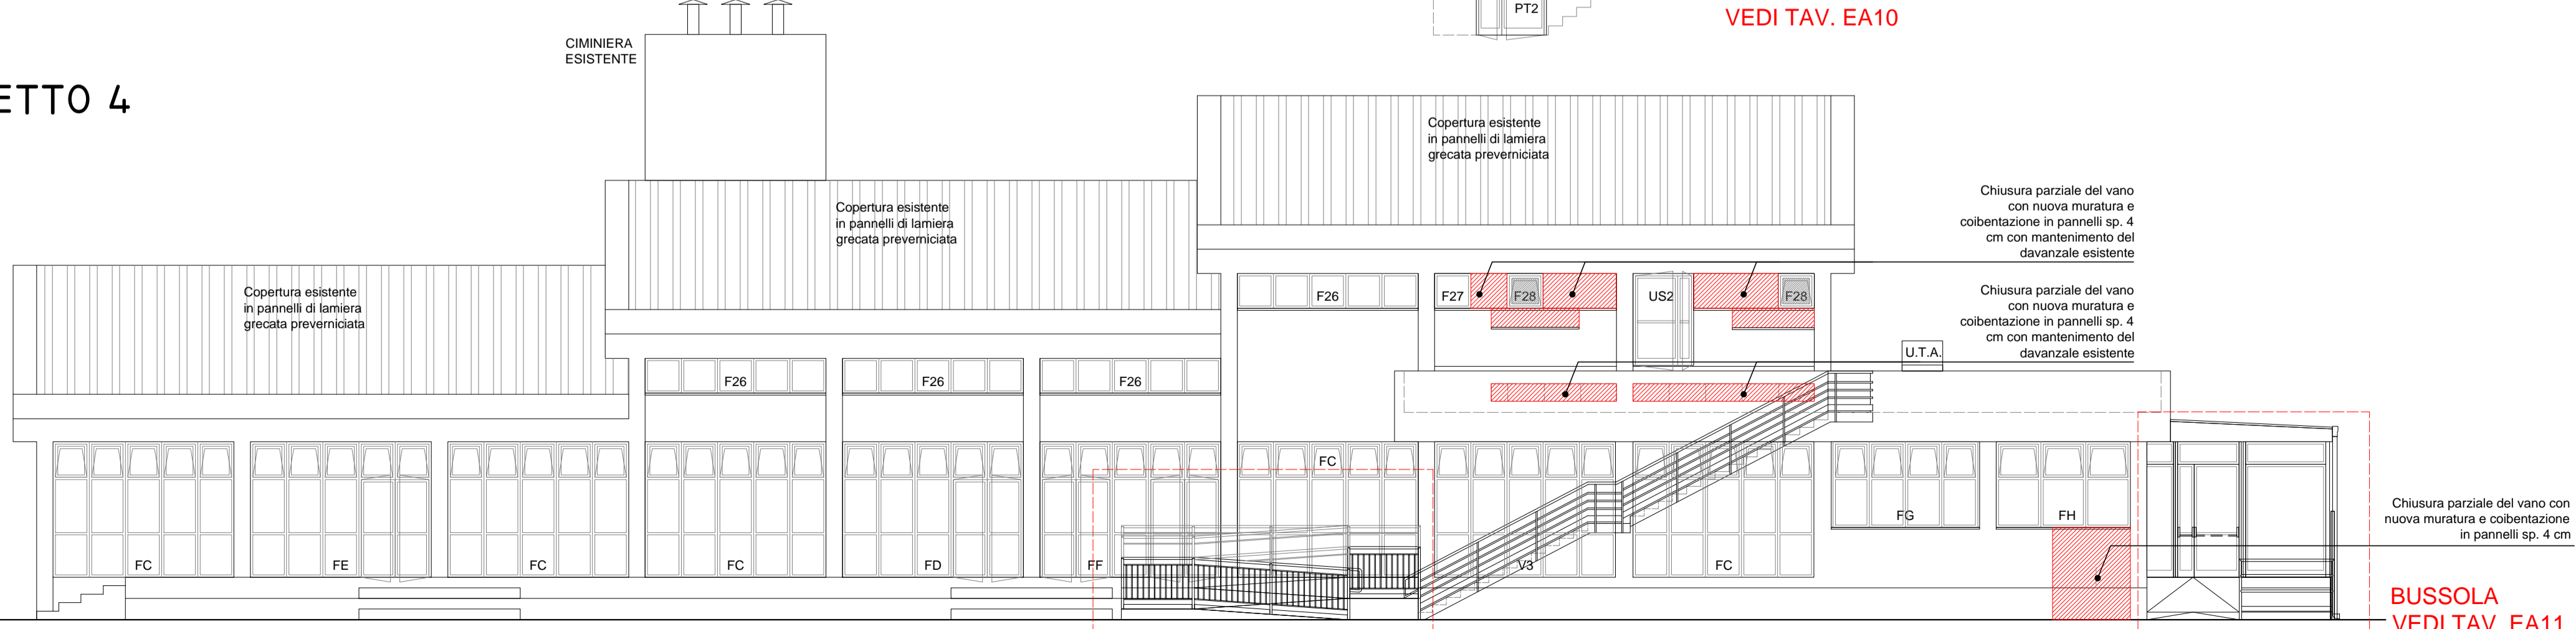 PT2
VEDI TAV. EA10
CIMINIERA
ESISTENTE
ETTO 4
Copertura esistente
in pannelli di lamiera
grecata preverniciata
Chiusura parziale del vano
con nuova muratura e
coibentazione in pannelli sp. 4
cm con mantenimento del
davanzale esistente
Copertura esistente
in pannelli di lamiera
grecata preverniciata
Copertura esistente
in pannelli di lamiera
grecata preverniciata
F26
F27
F28
US2
F28
Chiusura parziale del vano
con nuova muratura e
coibentazione in pannelli sp. 4
cm con mantenimento del
davanzale esistente
U.T.A.
F26
F26
F26
FC
FG
FH
Chiusura parziale del vano con
nuova muratura e coibentazione
in pannelli sp. 4 cm
FC
FE
FC
FC
FD
FF
V3
FC
BUSSOLA
VEDI TAV. EA11